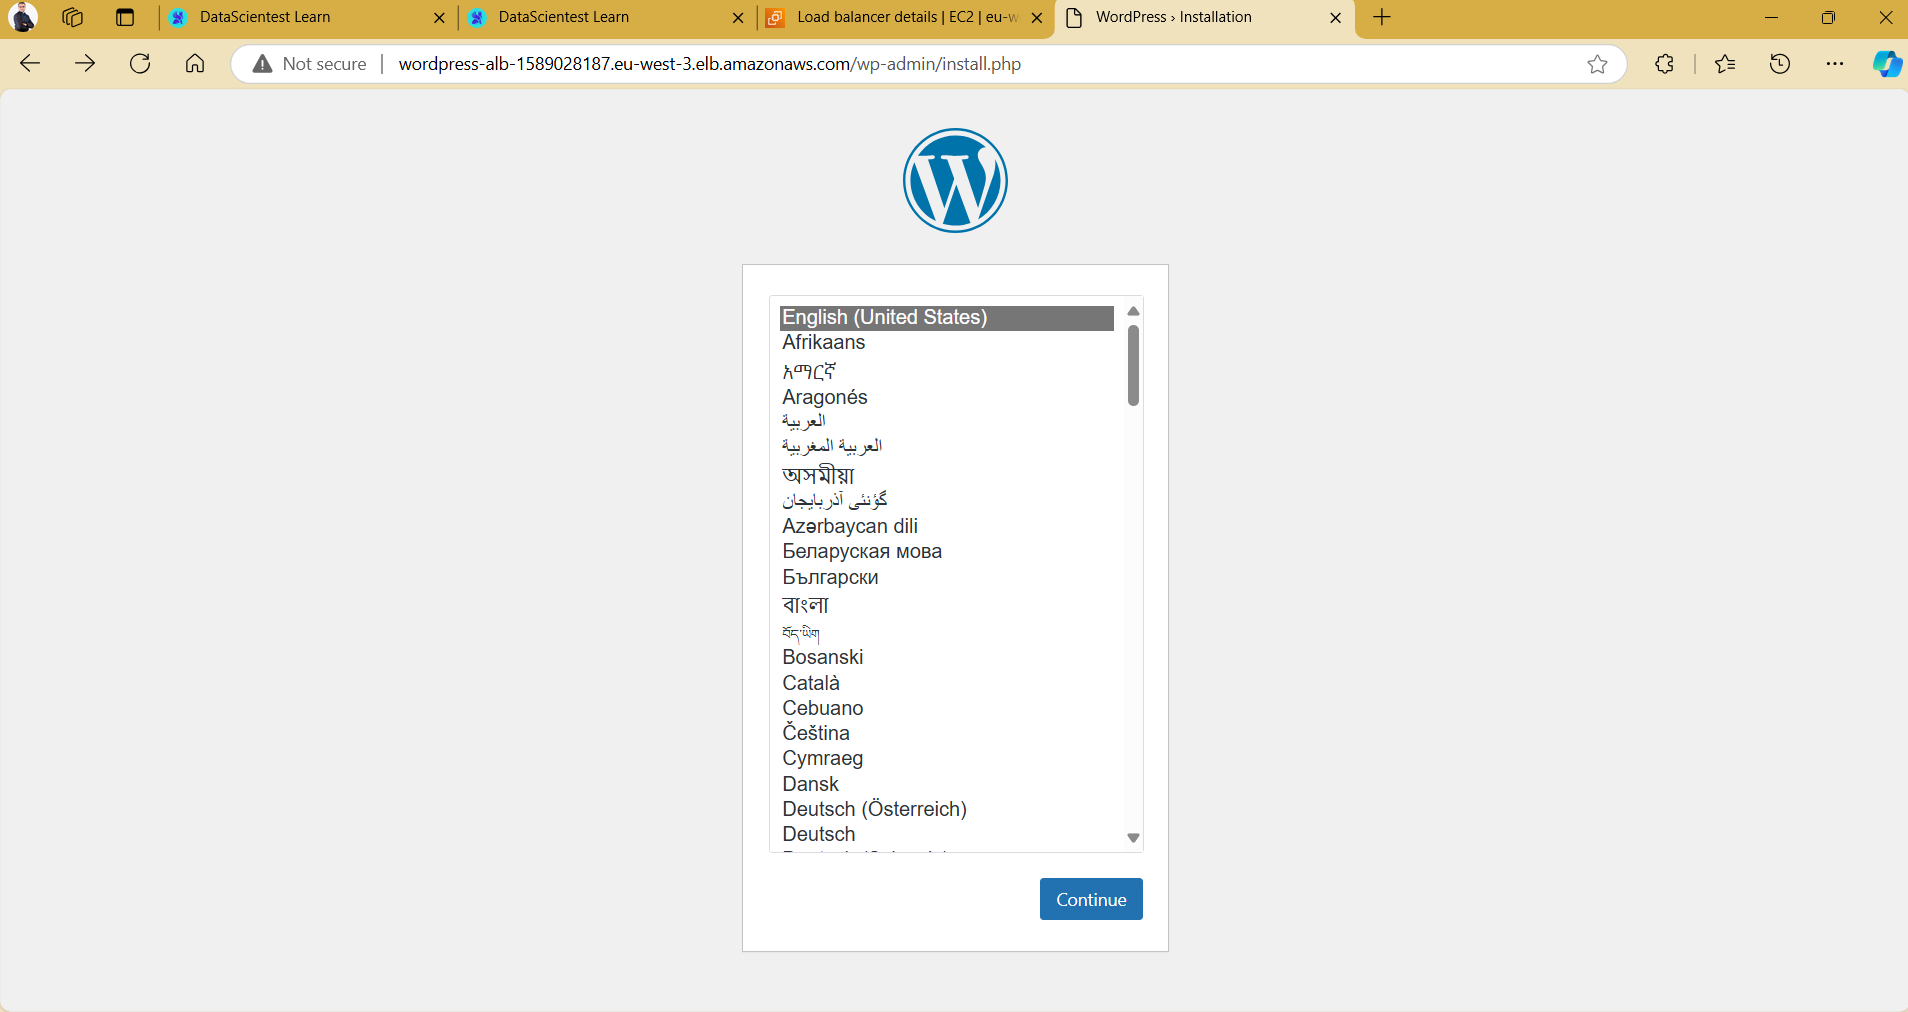 DataScientest Learn
DataScientest Learn
Load balancer details | EC2 | eu-w
WordPress › Installation
Not secure
wordpress-alb-1589028187.eu-west-3.elb.amazonaws.com/wp-admin/install.php
English (United States)
Afrikaans
አማርኛ
Aragonés
العربية
العربية المغربية
অসমীয়া
گؤنئی آذربایجان
Azərbaycan dili
Беларуская мова
Български
বাংলা
བོད་ཡིག
Bosanski
Català
Cebuano
Čeština
Cymraeg
Dansk
Deutsch (Österreich)
Deutsch
Continue